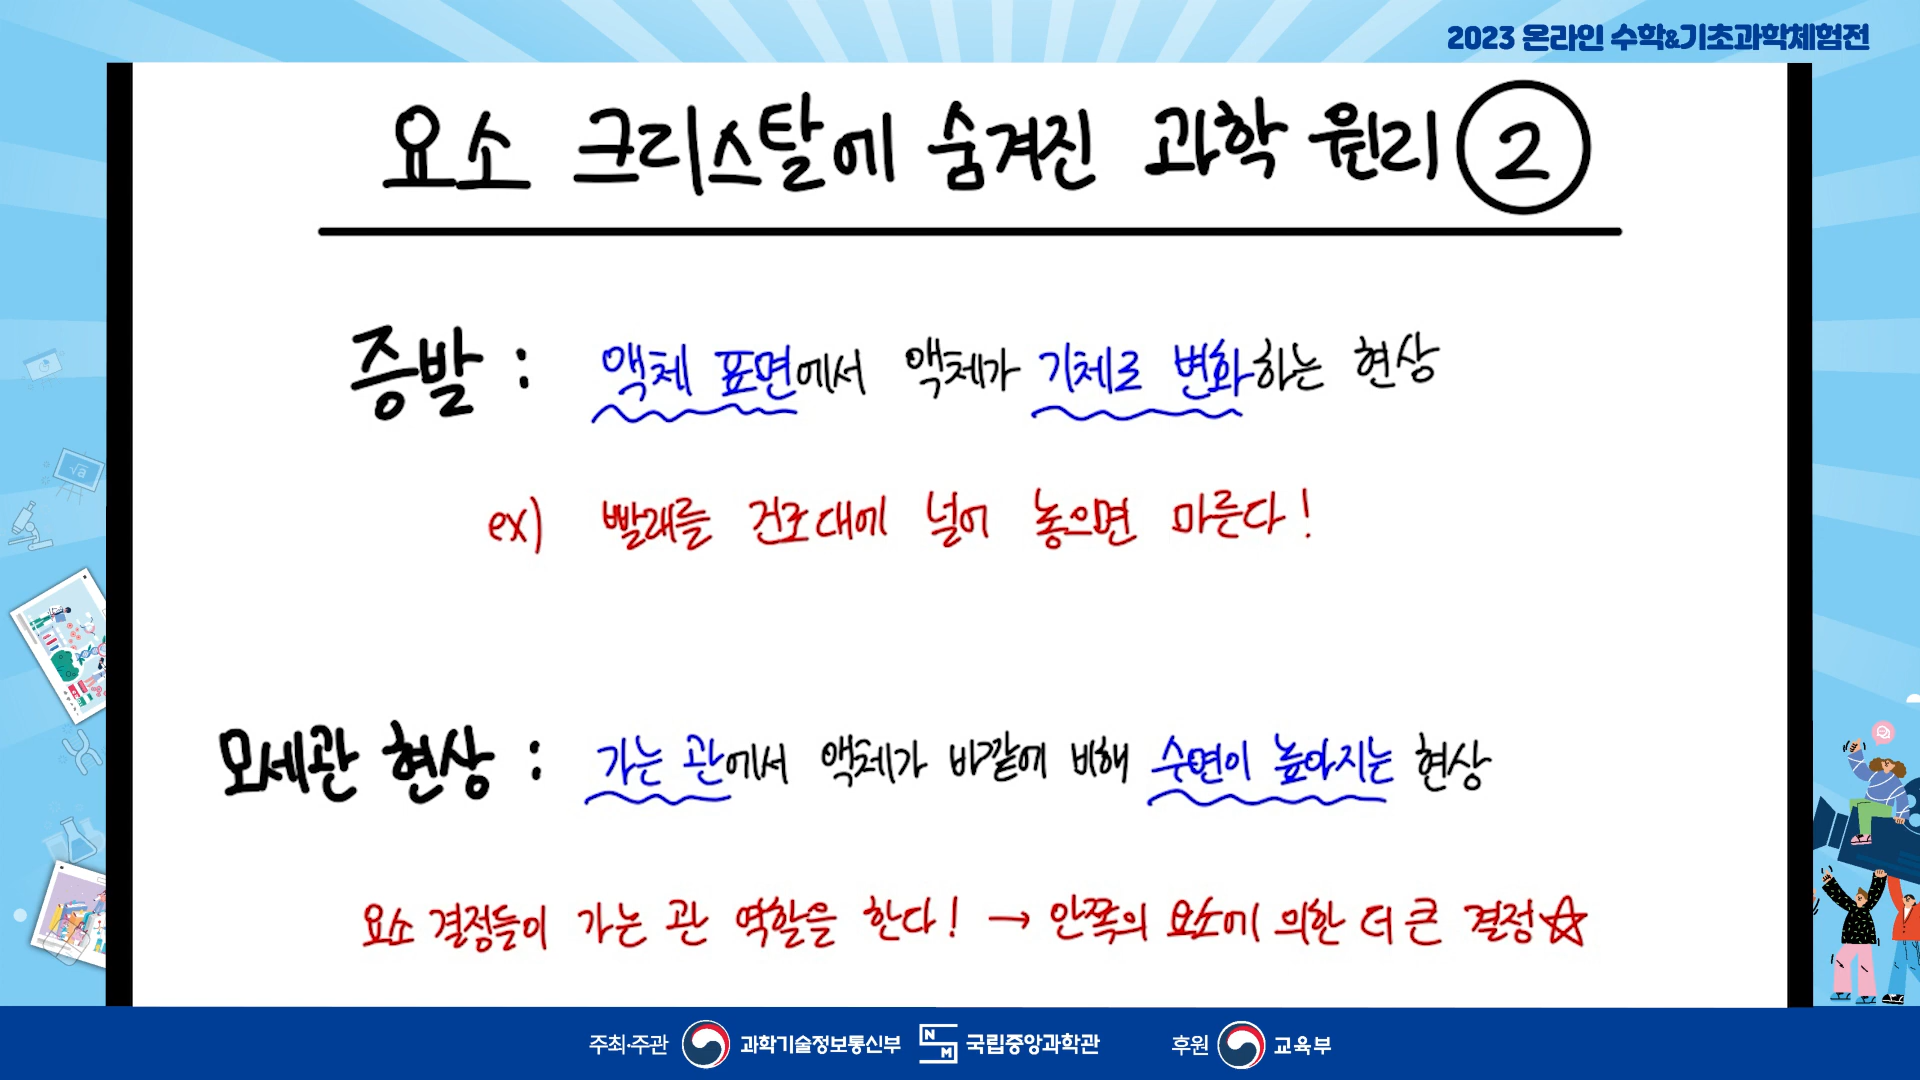 2023 온라인 수학&기초과학체험전
요소 크리스탈에 숨겨진 과학 원리 ②
증발 : 액체 표면에서 액체가 기체로 변화하는 현상
ex) 빨래를 건조대에 널어 놓으면 마른다!
모세관 현상 : 가는 관에서 액체가 바깥에 비해 수면이 높아지는 현상
요소 결정들이 가는 관 역할을 한다! → 안쪽의 요소에 의한 더 큰 결정☆
주최·주관 과학기술정보통신부 NSM 국립중앙과학관 후원 교육부